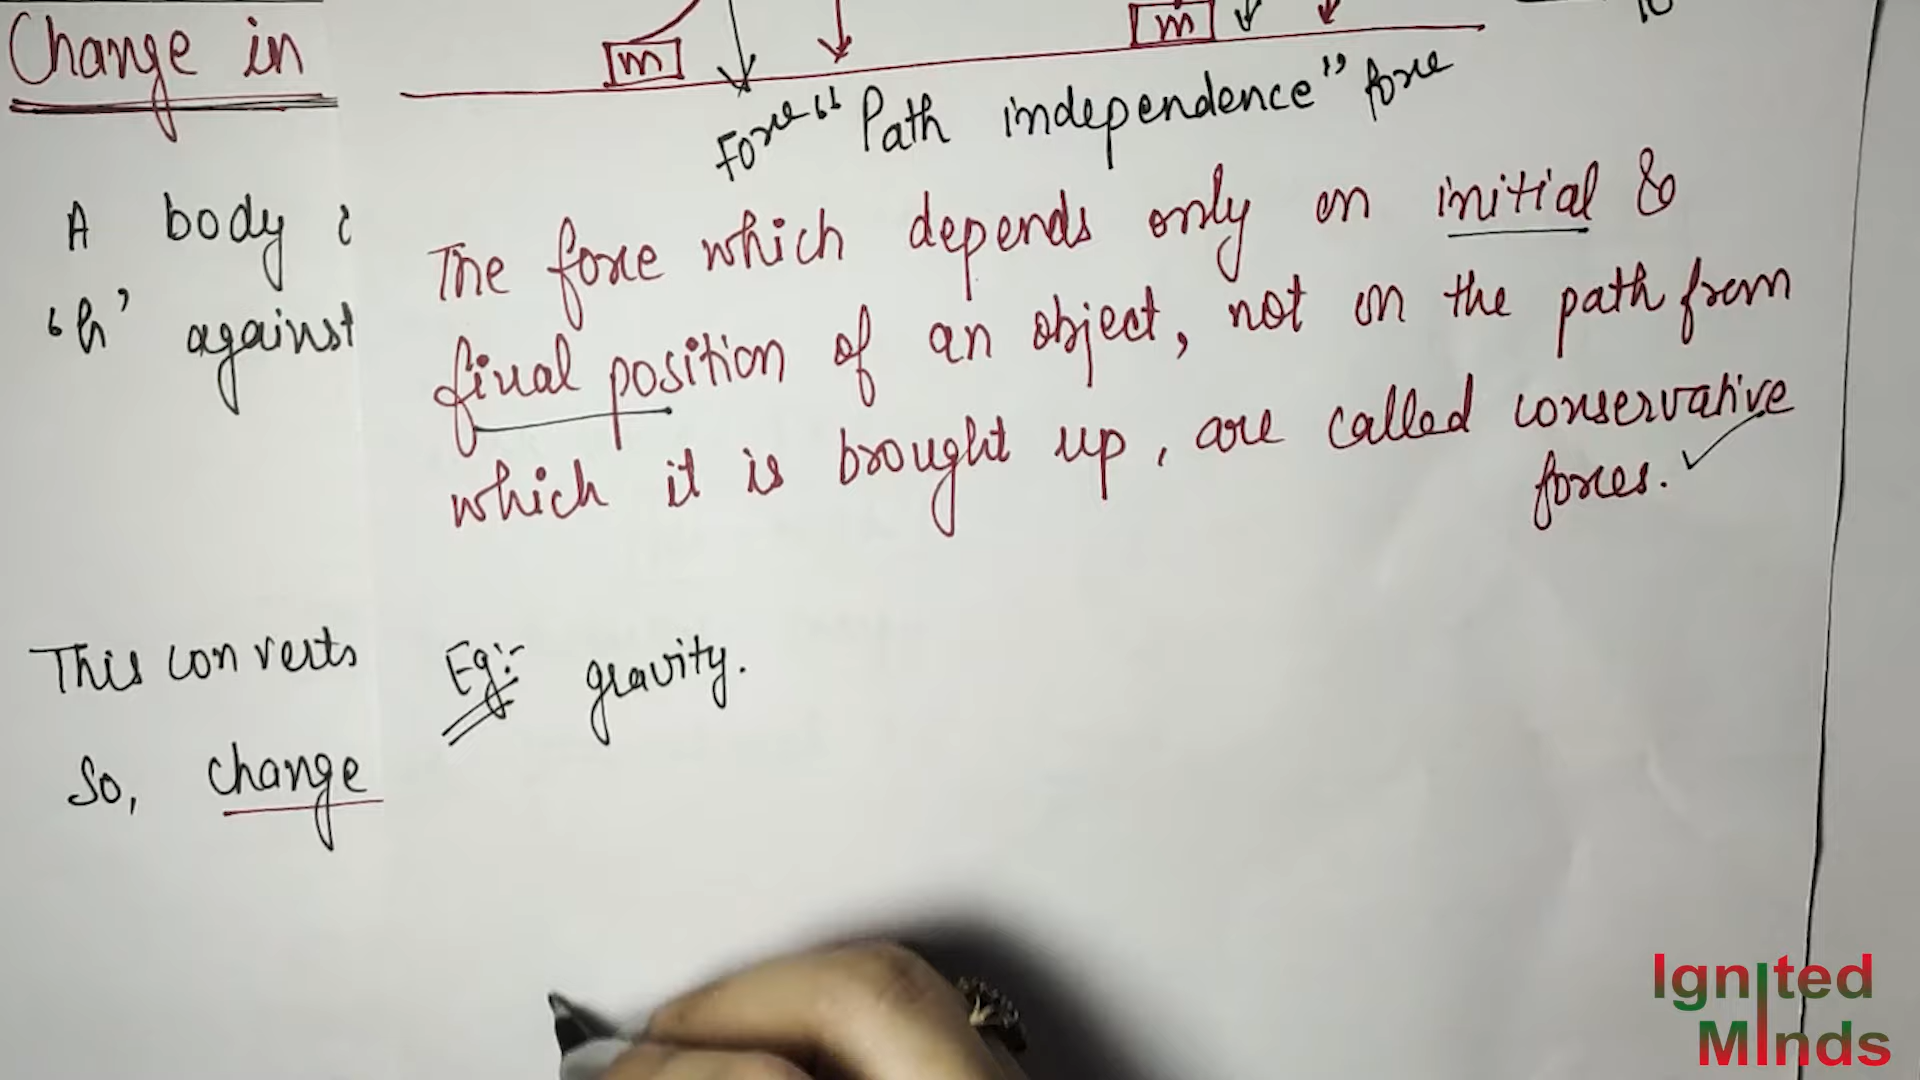 Change in
m
m
Force "Path independence" force
A body
'h' against
The force which depends only on initial &
final position of an object, not on the path from
which it is brought up, are called conservative
forces.
This converts
Eg:- gravity.
So, change
Ignited
Minds